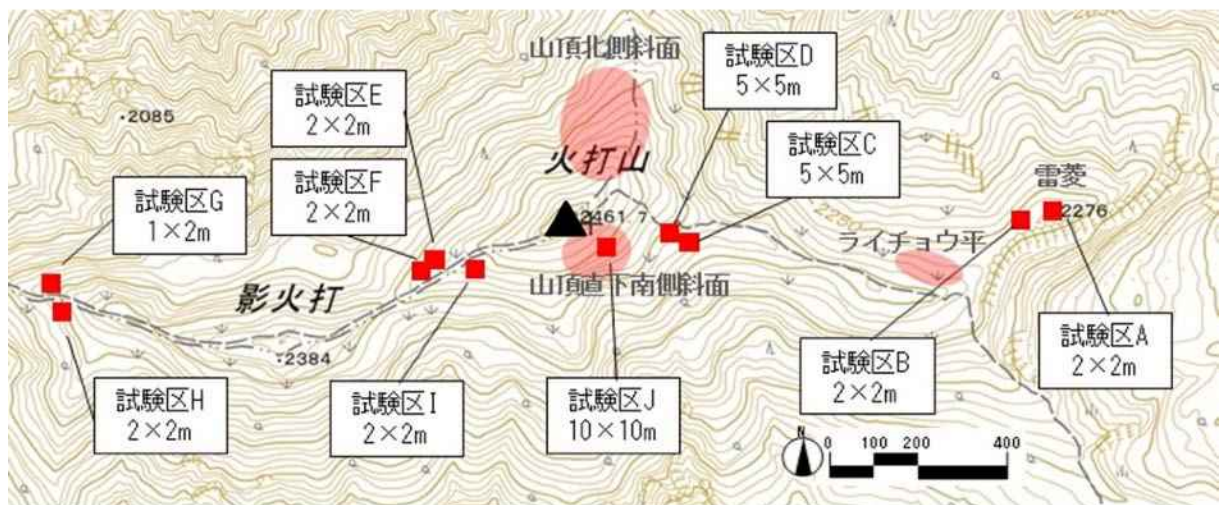 山頂北側斜面
試験区D
5×5m
試験区E
2×2m
・2085
試験区C
5×5m
火打山
試験区F
2×2m
雷菱
試験区G
1×2m
2461 7
2276
ライチョウ平
山頂直下南側斜面
影火打
・2384
試験区A
2×2m
試験区B
2×2m
試験区H
2×2m
試験区I
2×2m
試験区J
10×10m
N
0 100 200 400